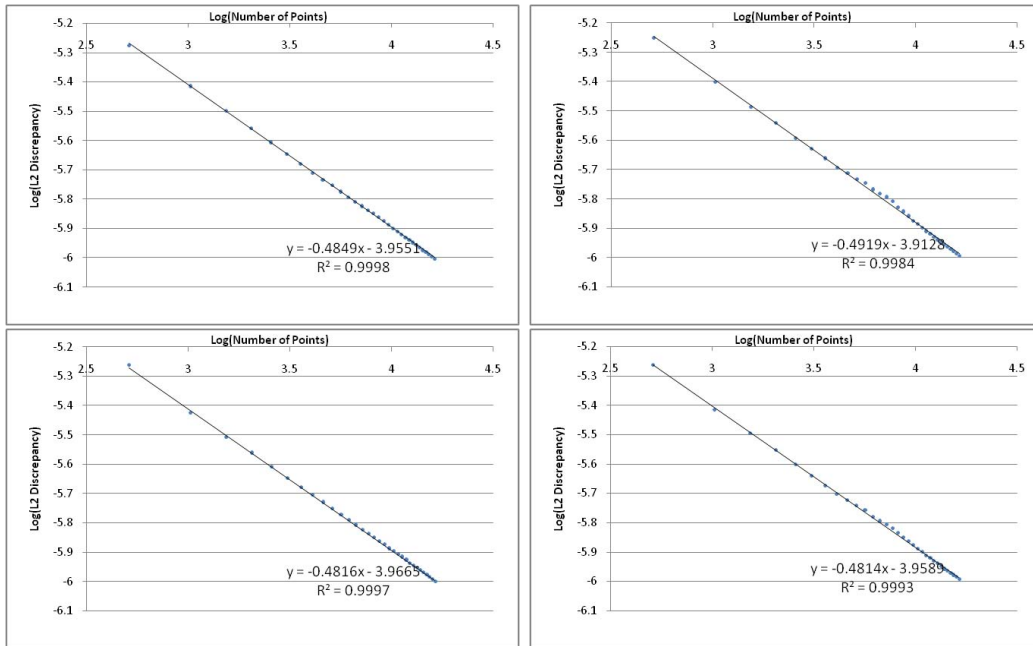 Log(Number of Points)
-5.2
2.5 3 3.5 4 4.5
-5.3
-5.4
-5.5
-5.6
-5.7
-5.8
-5.9
-6
-6.1
Log(L2 Discrepancy)
y = -0.4849x - 3.9551
R² = 0.9998
Log(Number of Points)
-5.2
2.5 3 3.5 4 4.5
-5.3
-5.4
-5.5
-5.6
-5.7
-5.8
-5.9
-6
-6.1
Log(L2 Discrepancy)
y = -0.4919x - 3.9128
R² = 0.9984
Log(Number of Points)
-5.2
2.5 3 3.5 4 4.5
-5.3
-5.4
-5.5
-5.6
-5.7
-5.8
-5.9
-6
-6.1
Log(L2 Discrepancy)
y = -0.4816x - 3.9665
R² = 0.9997
Log(Number of Points)
-5.2
2.5 3 3.5 4 4.5
-5.3
-5.4
-5.5
-5.6
-5.7
-5.8
-5.9
-6
-6.1
Log(L2 Discrepancy)
y = -0.4814x - 3.9589
R² = 0.9993